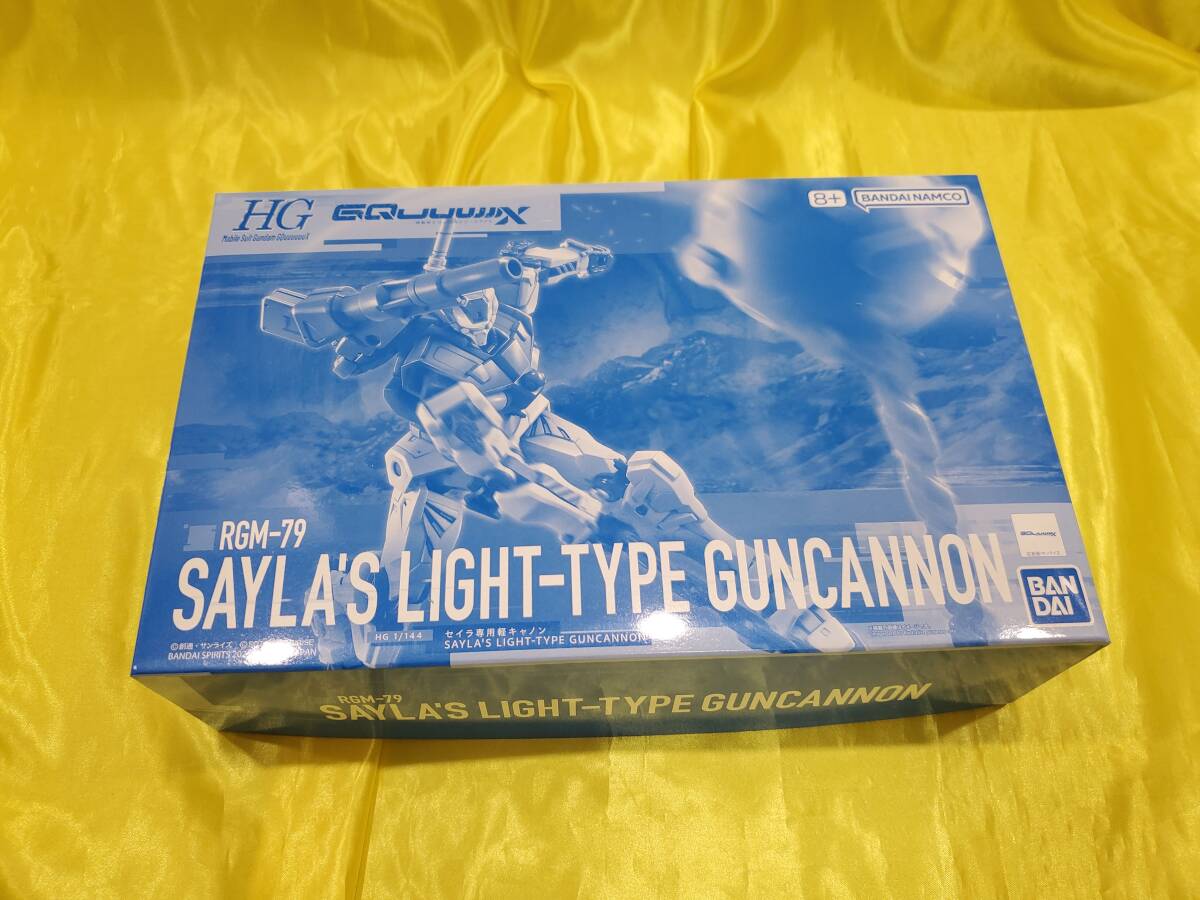 HG
Mobile Suit Gundam GQuuuuuuX
GQuuuuuuX
8+
BANDAI NAMCO
RGM-79
SAYLA'S LIGHT-TYPE GUNCANNON
HG 1/144
セイラ専用軽キャノン
SAYLA'S LIGHT-TYPE GUNCANNON
©創通・サンライズ
BANDAI SPIRITS
BAN
DAI
RGM-79
SAYLA'S LIGHT-TYPE GUNCANNON